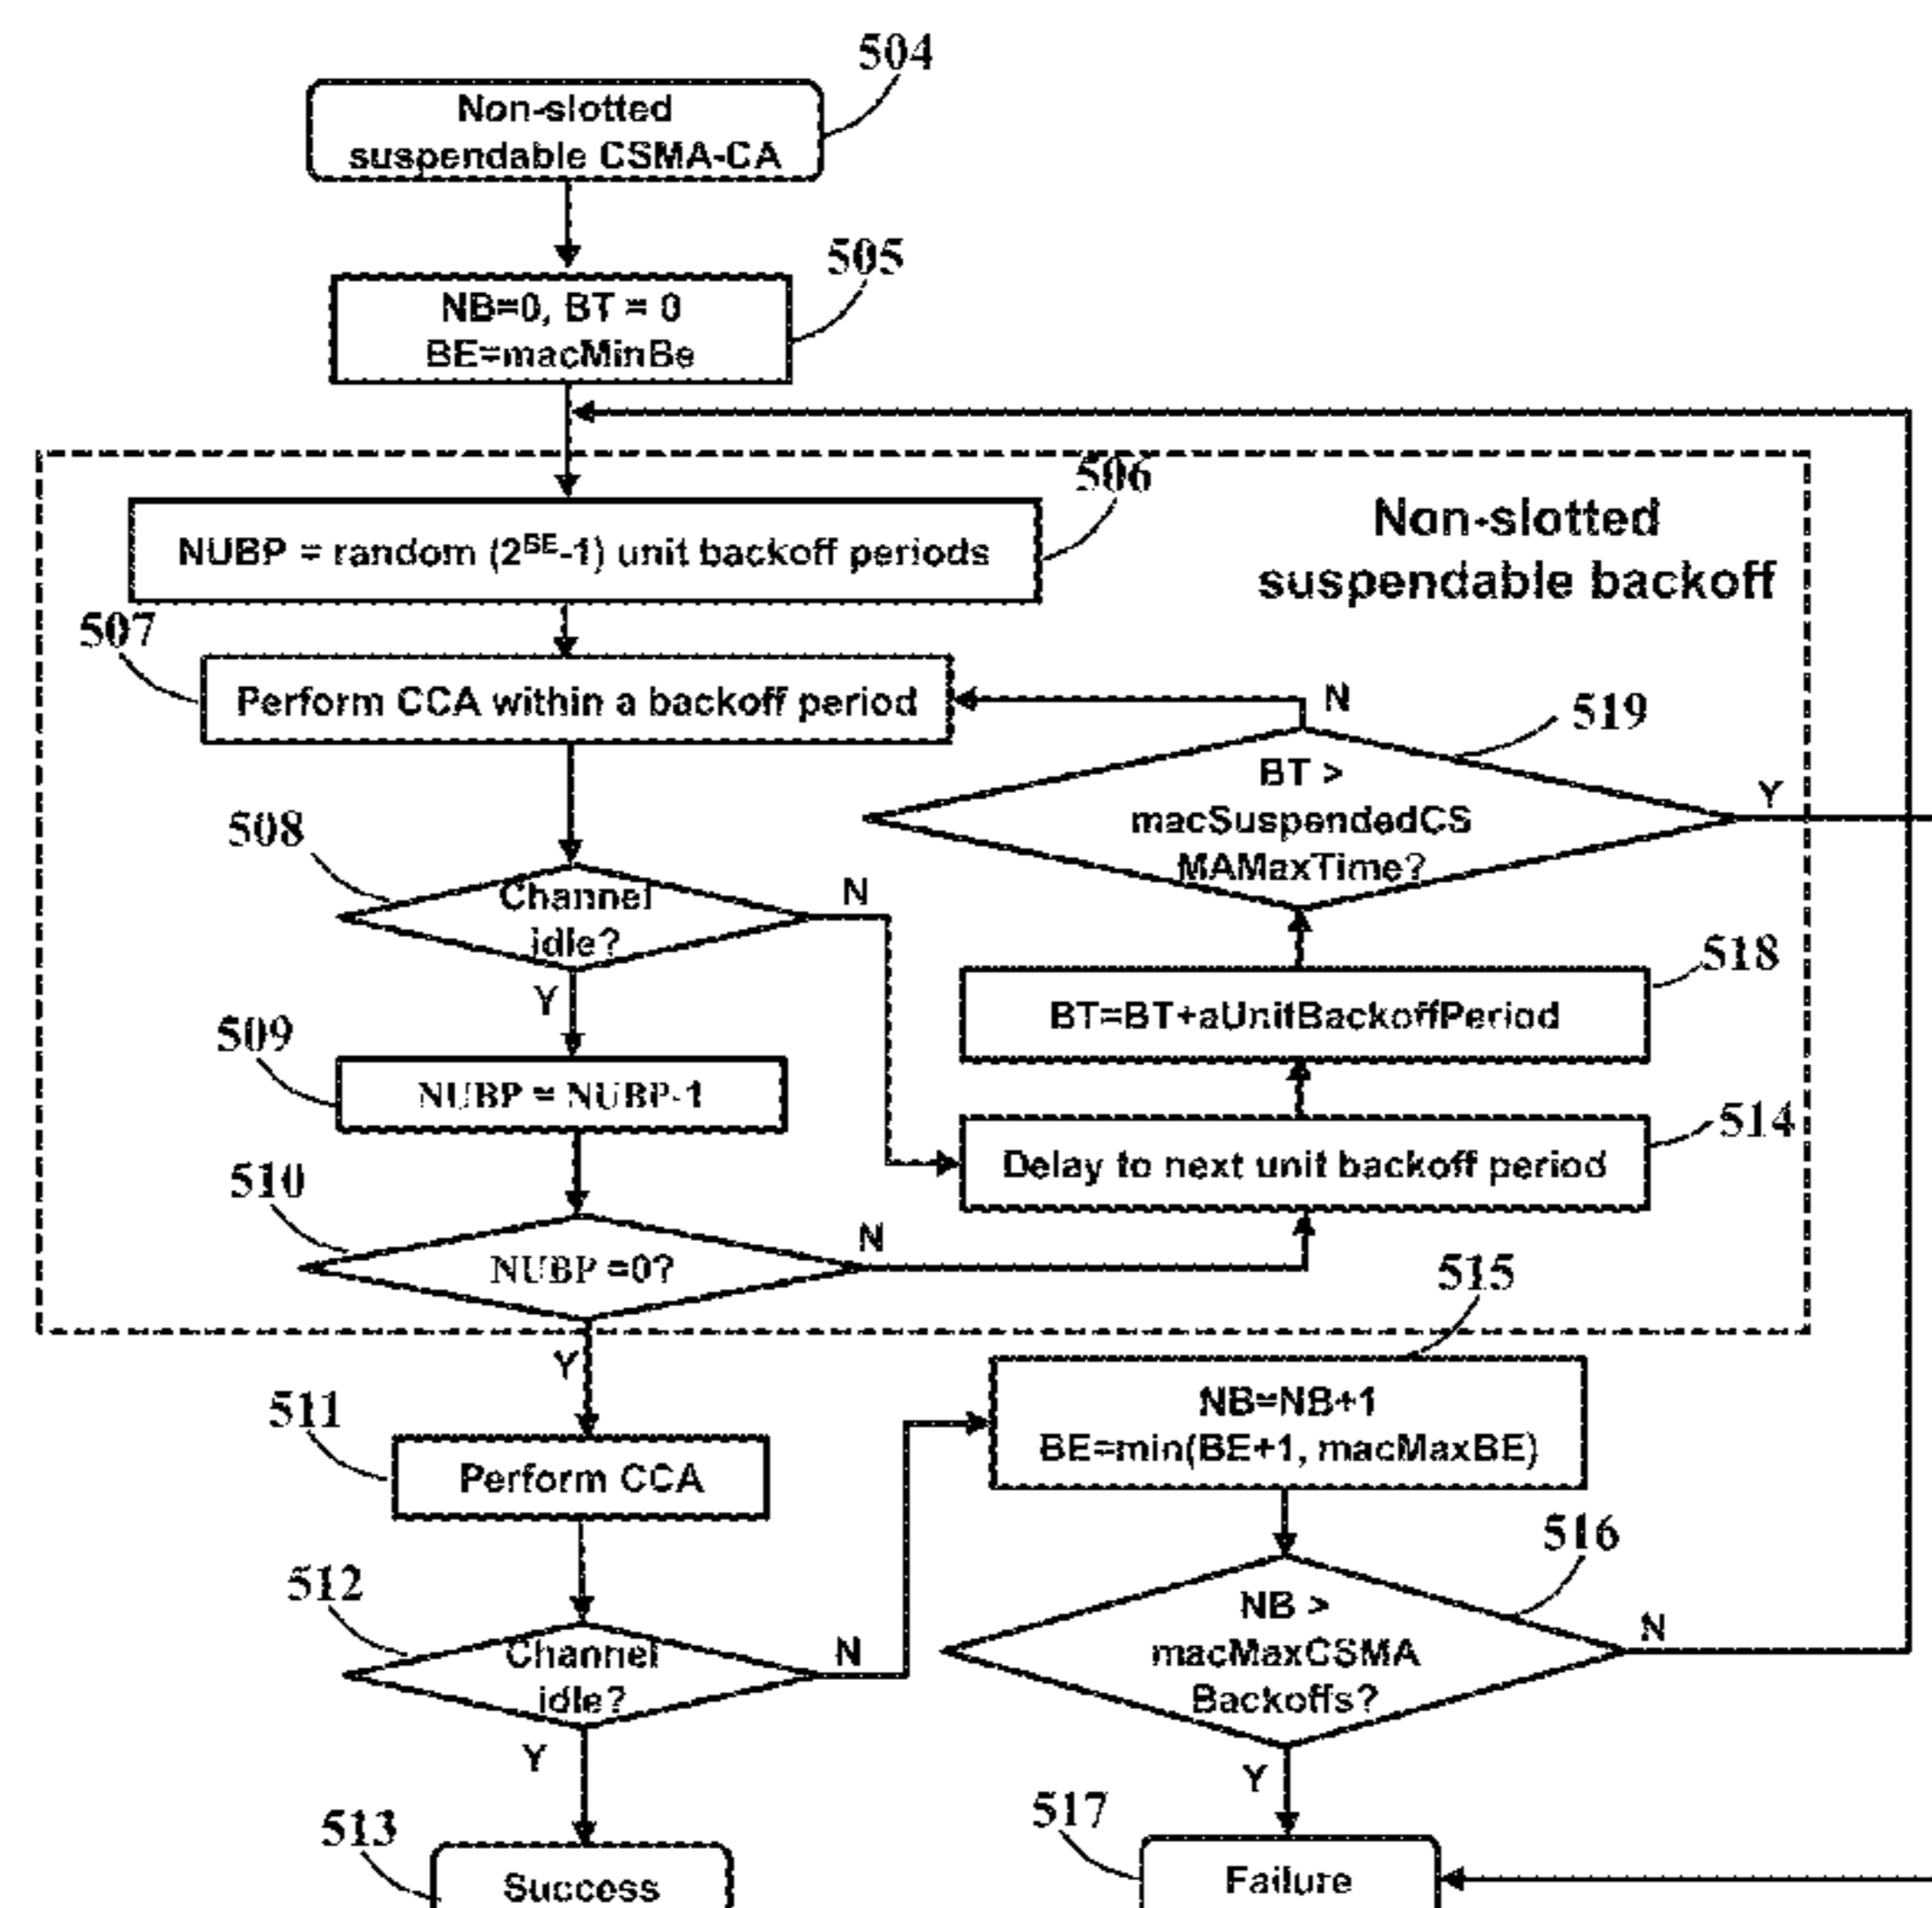 504
Non-slotted
suspendable CSMA-CA
505
NB=0, BT = 0
BE=macMinBe
506
NUBP = random (2^BE-1) unit backoff periods
Non-slotted
suspendable backoff
507
Perform CCA within a backoff period
N
519
BT >
macSuspendedCS
MAMaxTime?
Y
508
Channel
idle?
N
Y
518
BT=BT+aUnitBackoffPeriod
509
NUBP = NUBP-1
514
Delay to next unit backoff period
510
NUBP =0?
N
Y
515
NB=NB+1
BE=min(BE+1, macMaxBE)
511
Perform CCA
516
NB >
macMaxCSMA
Backoffs?
N
Y
512
Channel
idle?
N
Y
513
Success
517
Failure